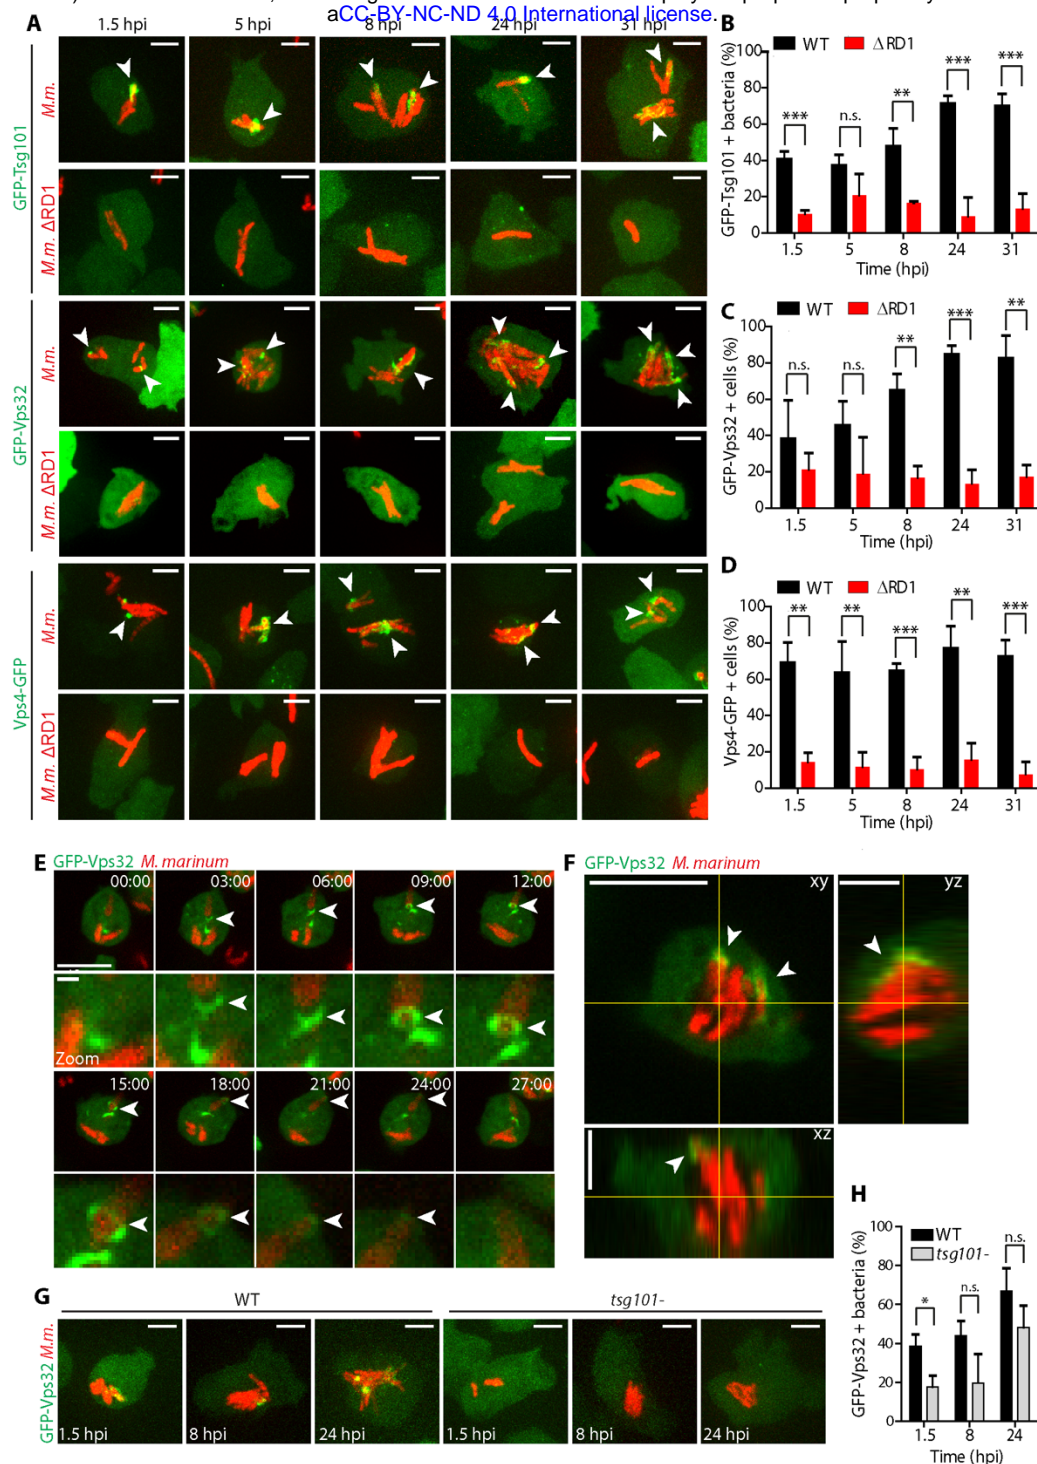 aCC-BY-NC-ND 4.0 International license.
A
1.5 hpi 5 hpi 8 hpi 24 hpi 31 hpi
GFP-Tsg101
M.m.
M.m. ΔRD1
GFP-Vps32
M.m.
M.m. ΔRD1
Vps4-GFP
M.m.
M.m. ΔRD1
B
WT ΔRD1
GFP-Tsg101 + bacteria (%)
100
80
60
40
20
0
*** n.s. ** *** ***
1.5 5 8 24 31
Time (hpi)
C
WT ΔRD1
GFP-Vps32 + cells (%)
100
80
60
40
20
0
n.s. n.s. ** *** **
1.5 5 8 24 31
Time (hpi)
D
WT ΔRD1
Vps4-GFP + cells (%)
100
80
60
40
20
0
** ** *** ** ***
1.5 5 8 24 31
Time (hpi)
E
GFP-Vps32 M. marinum
00:00 03:00 06:00 09:00 12:00
Zoom
15:00 18:00 21:00 24:00 27:00
F
GFP-Vps32 M. marinum
xy
yz
xz
G
WT tsg101-
GFP-Vps32 M.m.
1.5 hpi 8 hpi 24 hpi 1.5 hpi 8 hpi 24 hpi
H
WT
tsg101-
GFP-Vps32 + bacteria (%)
100
80
60
40
20
0
* n.s. n.s.
1.5 8 24
Time (hpi)